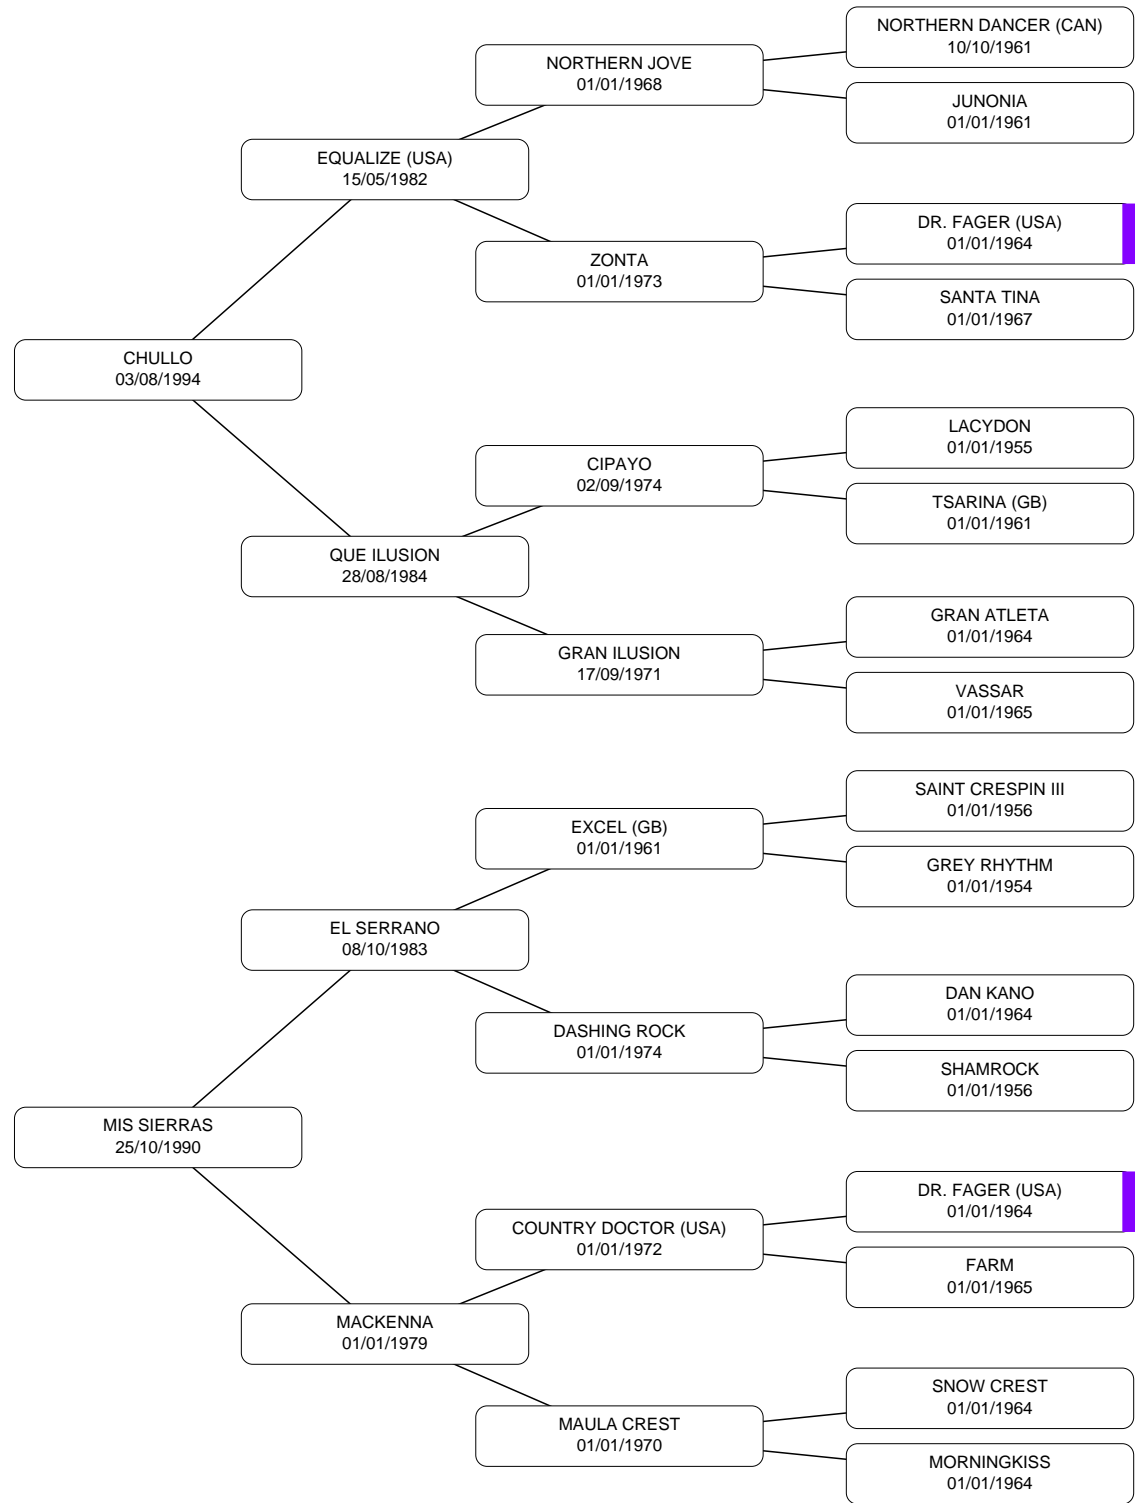 NORTHERN DANCER (CAN)
10/10/1961
NORTHERN JOVE
01/01/1968
JUNONIA
01/01/1961
EQUALIZE (USA)
15/05/1982
DR. FAGER (USA)
01/01/1964
ZONTA
01/01/1973
SANTA TINA
01/01/1967
CHULLO
03/08/1994
LACYDON
01/01/1955
CIPAYO
02/09/1974
TSARINA (GB)
01/01/1961
QUE ILUSION
28/08/1984
GRAN ATLETA
01/01/1964
GRAN ILUSION
17/09/1971
VASSAR
01/01/1965
SAINT CRESPIN III
01/01/1956
EXCEL (GB)
01/01/1961
GREY RHYTHM
01/01/1954
EL SERRANO
08/10/1983
DAN KANO
01/01/1964
DASHING ROCK
01/01/1974
SHAMROCK
01/01/1956
MIS SIERRAS
25/10/1990
DR. FAGER (USA)
01/01/1964
COUNTRY DOCTOR (USA)
01/01/1972
FARM
01/01/1965
MACKENNA
01/01/1979
SNOW CREST
01/01/1964
MAULA CREST
01/01/1970
MORNINGKISS
01/01/1964